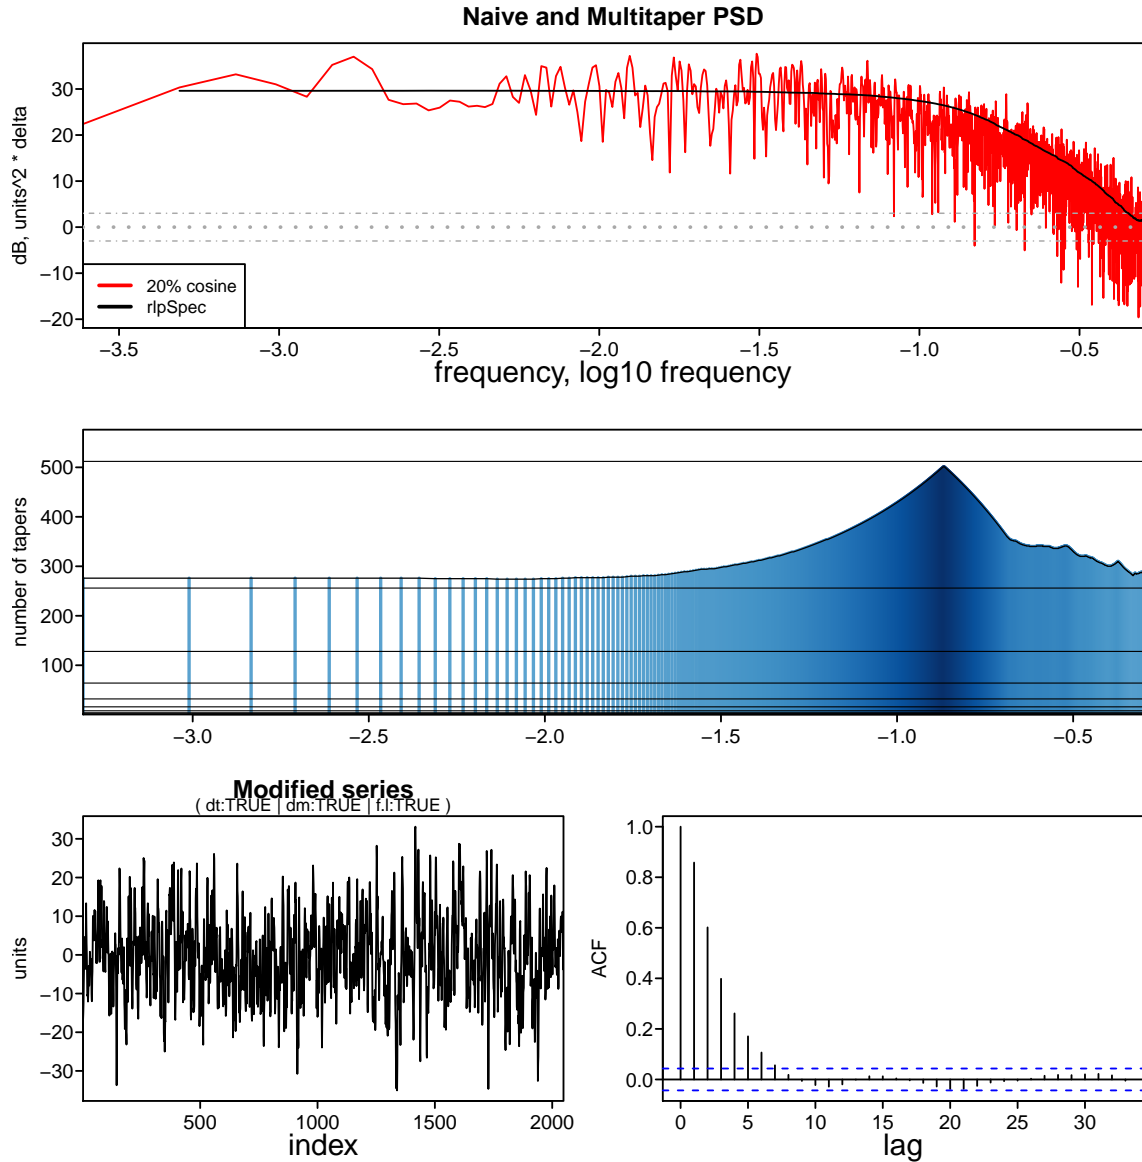 Naive and Multitaper PSD
dB, units^2 * delta
30
20
10
0
−10
−20
20% cosine
rlpSpec
−3.5 −3.0 −2.5 −2.0 −1.5 −1.0 −0.5
frequency, log10 frequency
number of tapers
500
400
300
200
100
−3.0 −2.5 −2.0 −1.5 −1.0 −0.5
Modified series
( dt:TRUE | dm:TRUE | f.l:TRUE )
units
30
20
10
0
−10
−20
−30
500 1000 1500 2000
index
ACF
1.0
0.8
0.6
0.4
0.2
0.0
0 5 10 15 20 25 30
lag